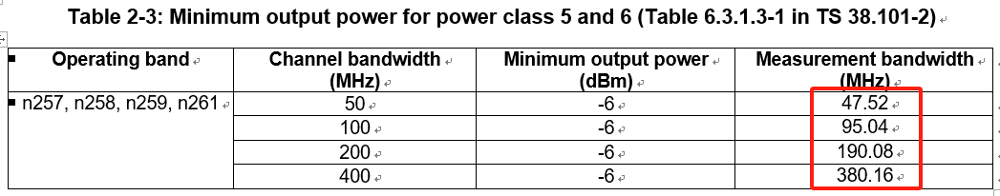 Table 2-3: Minimum output power for power class 5 and 6 (Table 6.3.1.3-1 in TS 38.101-2)
Operating band Channel bandwidth (MHz) Minimum output power (dBm) Measurement bandwidth (MHz)
n257, n258, n259, n261 50 -6 47.52
100 -6 95.04
200 -6 190.08
400 -6 380.16